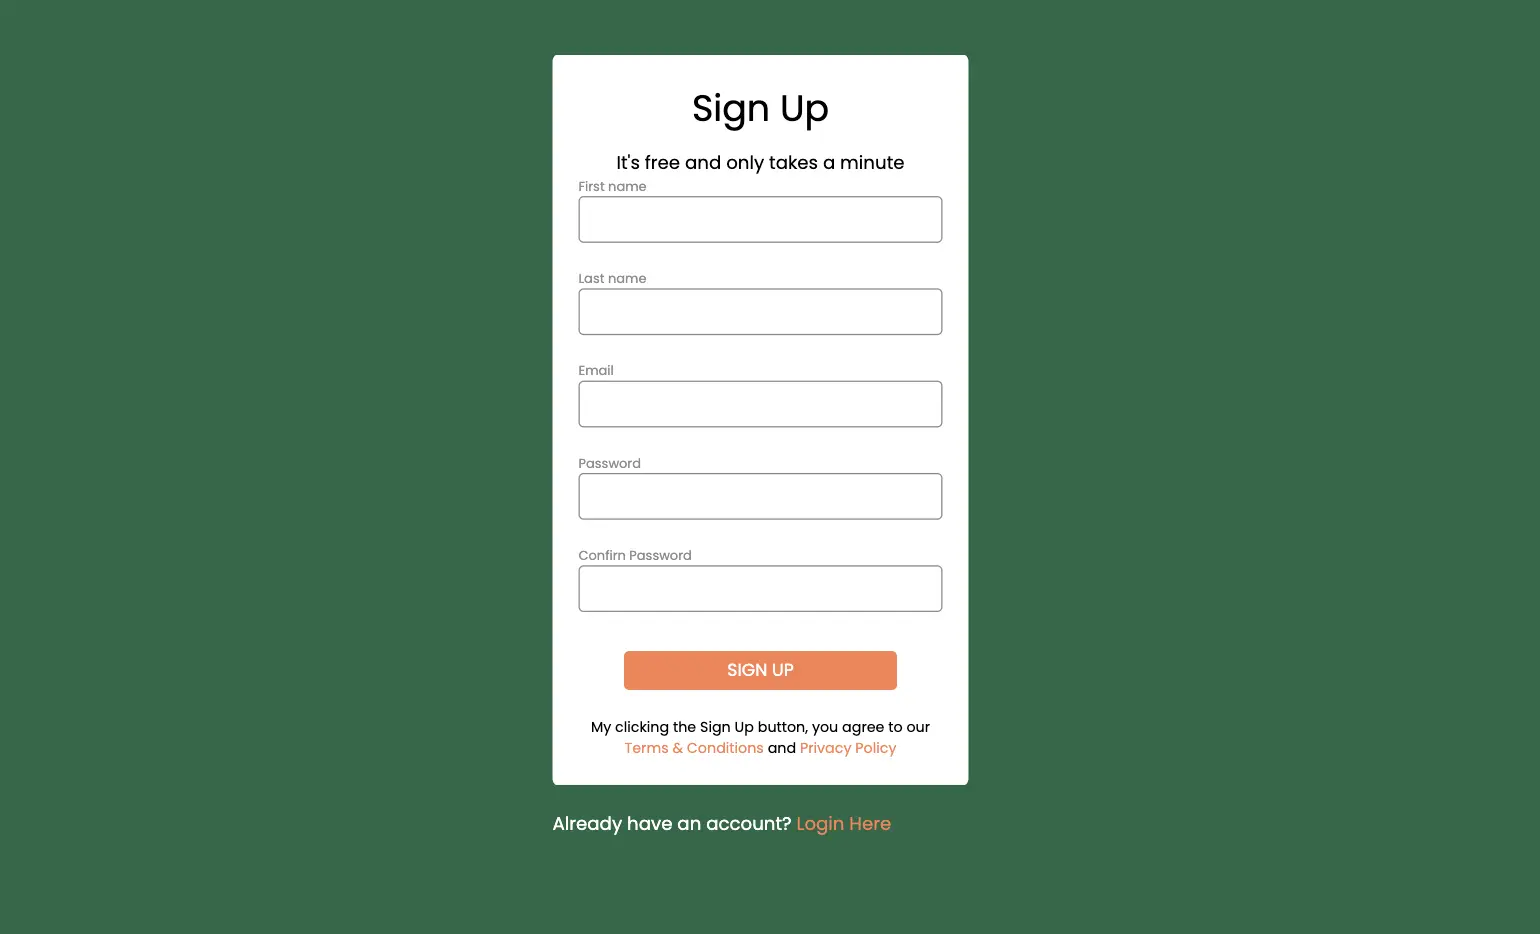 Sign Up
It's free and only takes a minute
First name
Last name
Email
Password
Confirn Password
SIGN UP
My clicking the Sign Up button, you agree to our
Terms & Conditions and Privacy Policy
Already have an account? Login Here